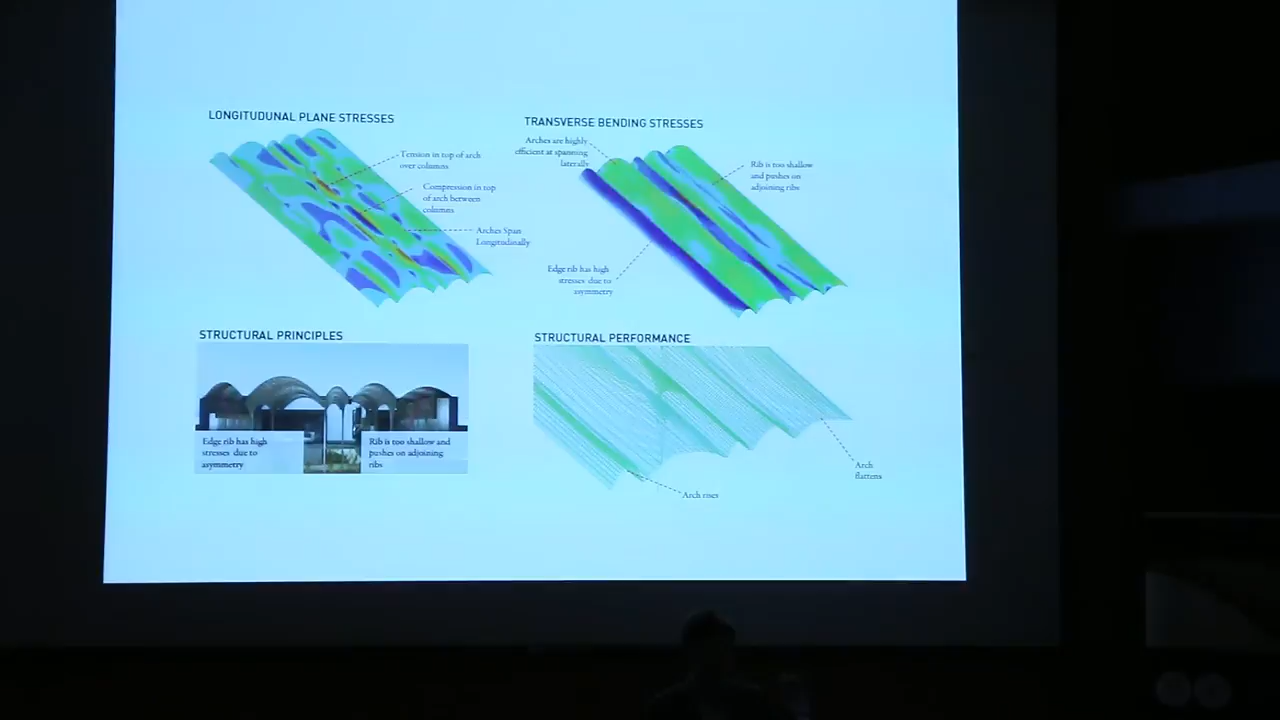 LONGITUDUNAL PLANE STRESSES
Tension in top of arch
over columns
Compression in top
of arch between
columns
Arches Span
Longitudinally
TRANSVERSE BENDING STRESSES
Arches are highly
efficient at spanning
laterally
Rib is too shallow
and pushes on
adjoining ribs
Edge rib has high
stresses due to
asymmetry
STRUCTURAL PRINCIPLES
Edge rib has high
stresses due to
asymmetry
Rib is too shallow and
pushes on adjoining
ribs
STRUCTURAL PERFORMANCE
Arch rises
Arch
flattens